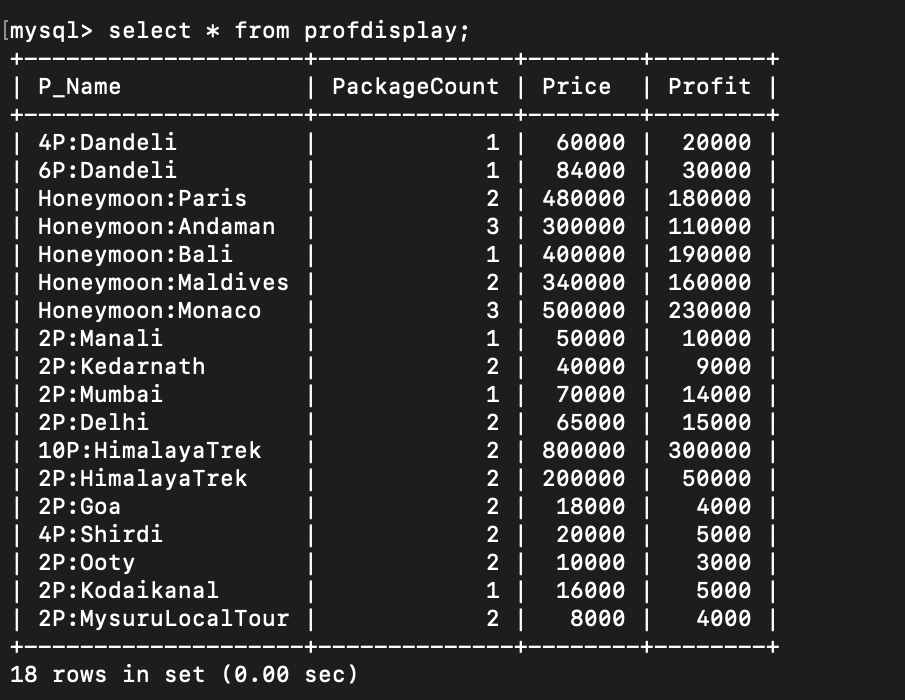 [mysql> select * from profdisplay;
+----------------------+--------------+--------+--------+
| P_Name               | PackageCount | Price  | Profit |
+----------------------+--------------+--------+--------+
| 4P:Dandeli           |            1 |  60000 |  20000 |
| 6P:Dandeli           |            1 |  84000 |  30000 |
| Honeymoon:Paris      |            2 | 480000 | 180000 |
| Honeymoon:Andaman    |            3 | 300000 | 110000 |
| Honeymoon:Bali       |            1 | 400000 | 190000 |
| Honeymoon:Maldives   |            2 | 340000 | 160000 |
| Honeymoon:Monaco     |            3 | 500000 | 230000 |
| 2P:Manali            |            1 |  50000 |  10000 |
| 2P:Kedarnath         |            2 |  40000 |   9000 |
| 2P:Mumbai            |            1 |  70000 |  14000 |
| 2P:Delhi             |            2 |  65000 |  15000 |
| 10P:HimalayaTrek     |            2 | 800000 | 300000 |
| 2P:HimalayaTrek      |            2 | 200000 |  50000 |
| 2P:Goa               |            2 |  18000 |   4000 |
| 4P:Shirdi            |            2 |  20000 |   5000 |
| 2P:Ooty              |            2 |  10000 |   3000 |
| 2P:Kodaikanal        |            1 |  16000 |   5000 |
| 2P:MysuruLocalTour   |            2 |   8000 |   4000 |
+----------------------+--------------+--------+--------+
18 rows in set (0.00 sec)